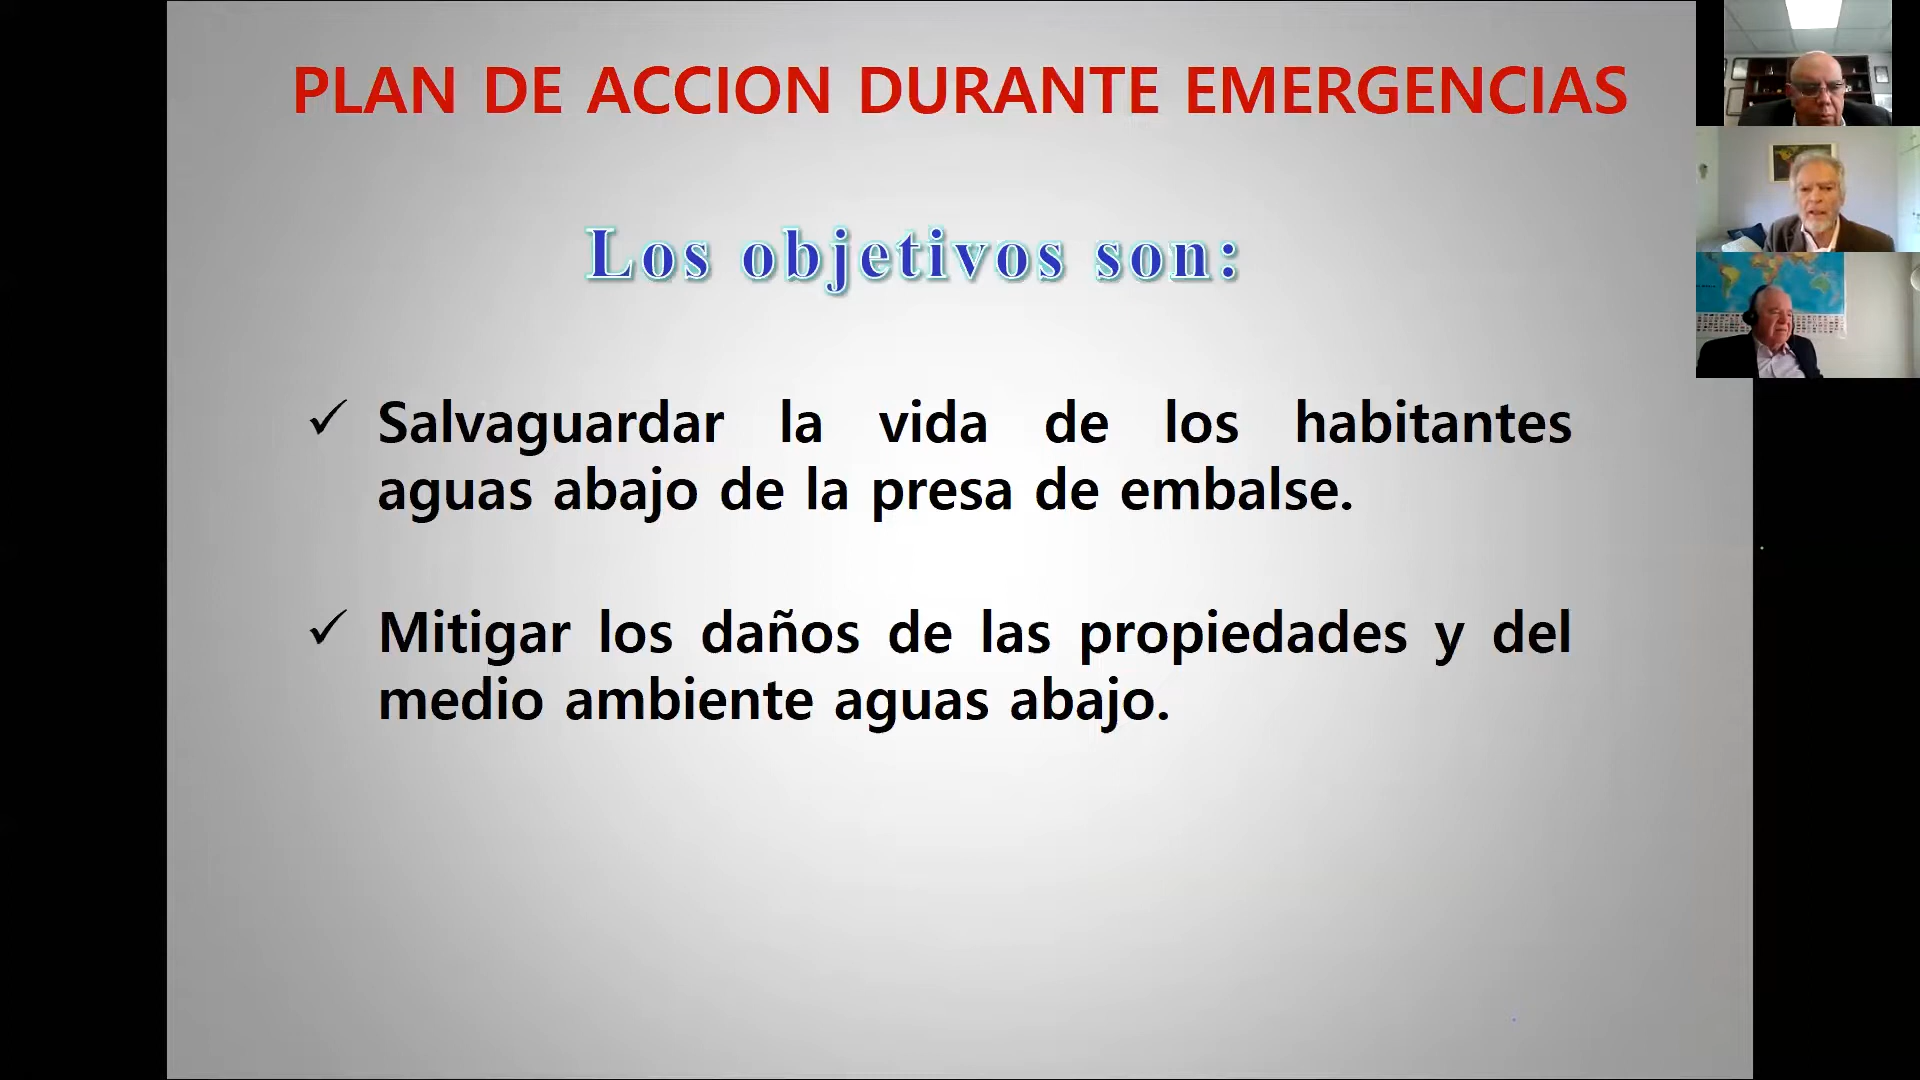 PLAN DE ACCION DURANTE EMERGENCIAS
Los objetivos son:
✓ Salvaguardar la vida de los habitantes
aguas abajo de la presa de embalse.
✓ Mitigar los daños de las propiedades y del
medio ambiente aguas abajo.